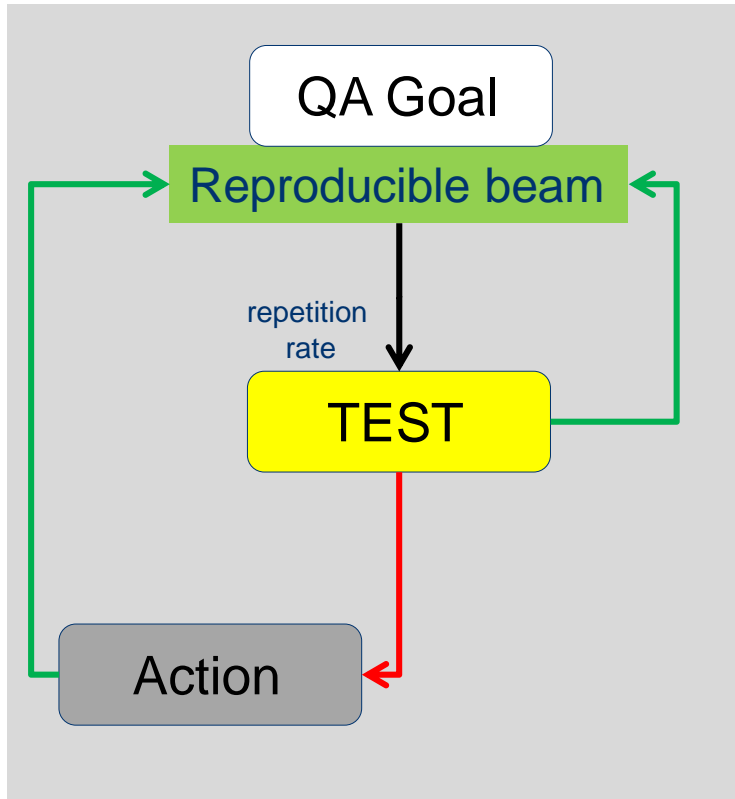 QA Goal
Reproducible beam
repetition
rate
TEST
Action